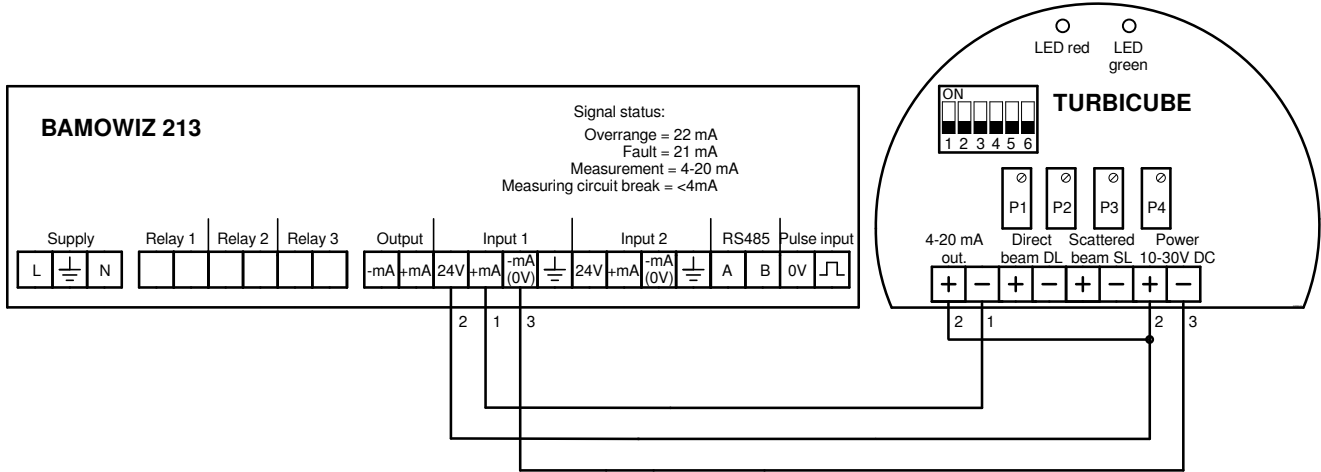 LED red
LED
green
ON
TURBICUBE
1 2 3 4 5 6
BAMOWIZ 213
Signal status:
Overrange = 22 mA
Fault = 21 mA
Measurement = 4-20 mA
Measuring circuit break = <4mA
P1 P2 P3 P4
Supply Relay 1 Relay 2 Relay 3 Output Input 1 Input 2 RS485 Pulse input
L N -mA +mA 24V +mA -mA (0V) 24V +mA -mA (0V) A B 0V
4-20 mA
out.
Direct
beam DL
Scattered
beam SL
Power
10-30V DC
+ − + − + − + −
2 1 3
2 1 2 3